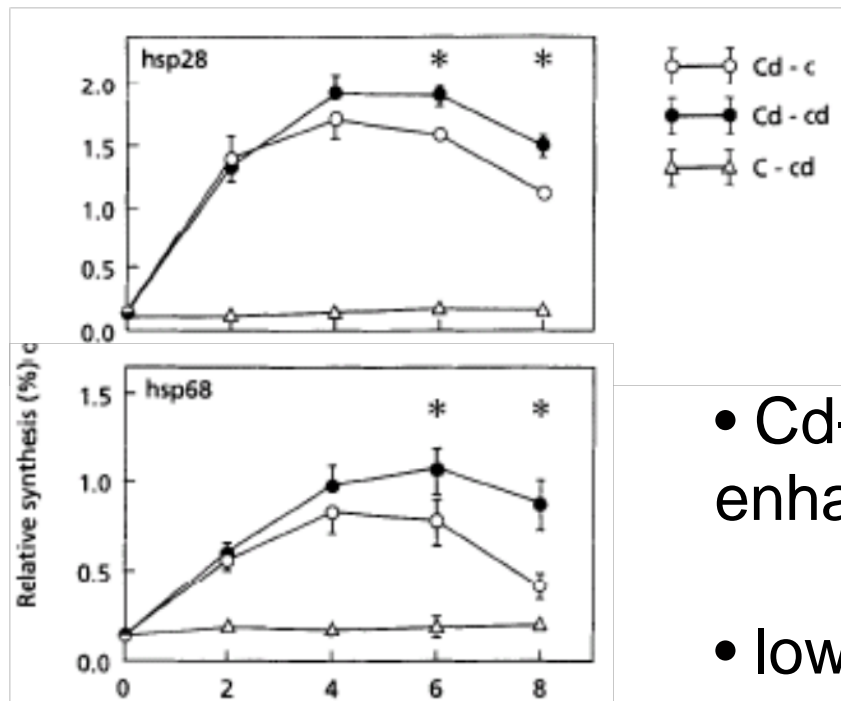 hsp28
* *
2.0
1.5
1.0
0.5
0.0
Cd - c
Cd - cd
C - cd
Relative synthesis (%)
hsp68
* *
1.5
1.0
0.5
0.0
0 2 4 6 8
• Cd-
enha
• low